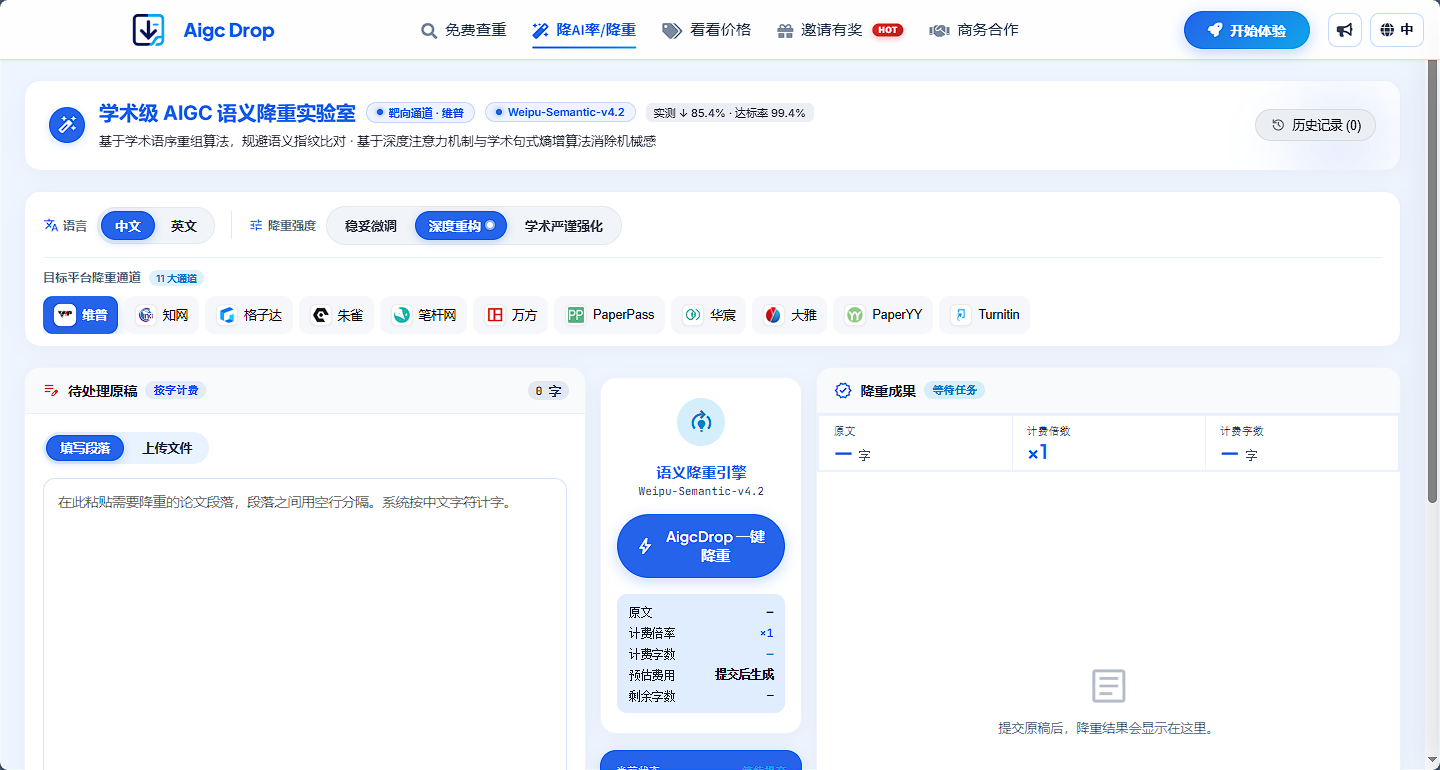 Aigc Drop
免费查重
降AI率/降重
看看价格
邀请有奖 HOT
商务合作
开始体验
中
学术级 AIGC 语义降重实验室
靶向通道 · 维普
Weipu-Semantic-v4.2
实测 ↓ 85.4% · 达标率 99.4%
基于学术语序重组算法，规避语义指纹比对 · 基于深度注意力机制与学术句式熵增算法消除机械感
历史记录 (0)
语言
中文
英文
降重强度
稳妥微调
深度重构
学术严谨强化
目标平台降重通道
11 大通道
维普
知网
格子达
朱雀
笔杆网
万方
PP PaperPass
华宸
大雅
PaperYY
Turnitin
待处理原稿
按字计费
0 字
填写段落
上传文件
在此粘贴需要降重的论文段落，段落之间用空行分隔。系统按中文字符计字。
语义降重引擎
Weipu-Semantic-v4.2
AigcDrop 一键
降重
原文 –
计费倍率 ×1
计费字数 –
预估费用 提交后生成
剩余字数 –
降重成果
等待任务
原文
— 字
计费倍数
×1
计费字数
— 字
提交原稿后，降重结果会显示在这里。